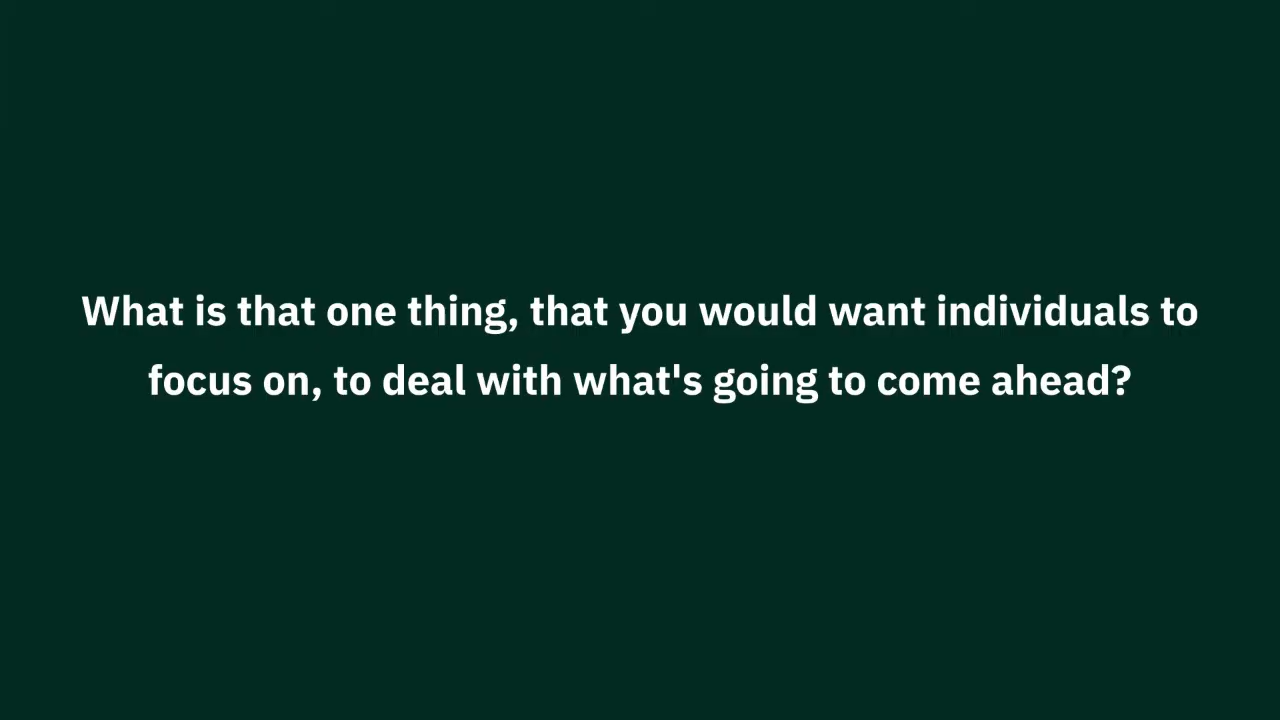 What is that one thing, that you would want individuals to
focus on, to deal with what's going to come ahead?